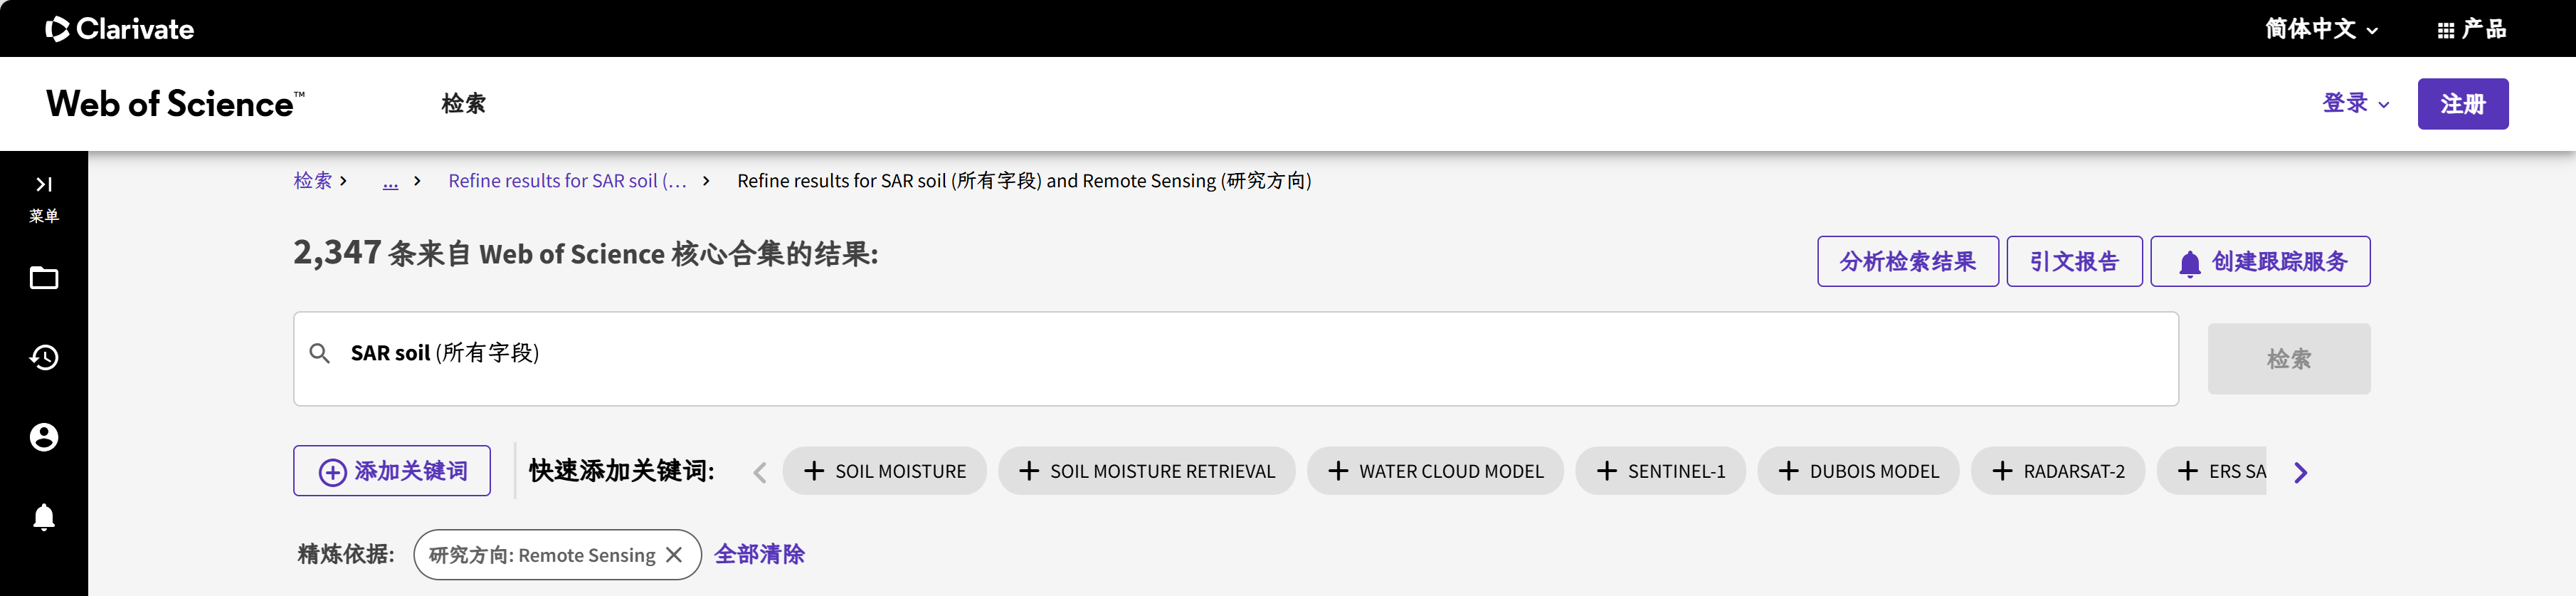 Clarivate
简体中文 产品
Web of Science™ 检索 登录 注册
菜单
检索 > ... > Refine results for SAR soil (... > Refine results for SAR soil (所有字段) and Remote Sensing (研究方向)
2,347 条来自 Web of Science 核心合集的结果:
分析检索结果 引文报告 创建跟踪服务
SAR soil (所有字段)
检索
添加关键词 快速添加关键词: + SOIL MOISTURE + SOIL MOISTURE RETRIEVAL + WATER CLOUD MODEL + SENTINEL-1 + DUBOIS MODEL + RADARSAT-2 + ERS SA
精炼依据: 研究方向: Remote Sensing × 全部清除